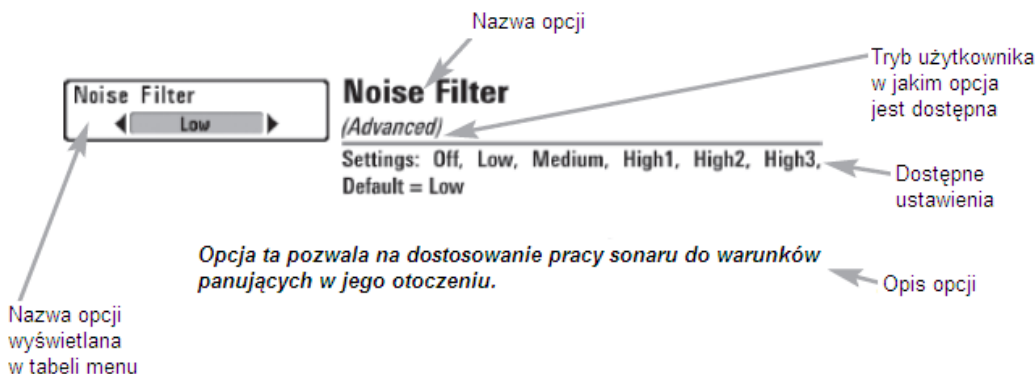 Nazwa opcji
Tryb użytkownika
w jakim opcja
jest dostępna
Noise Filter
Low
Noise Filter
(Advanced)
Settings: Off, Low, Medium, High1, High2, High3,
Default = Low
Dostępne
ustawienia
Opcja ta pozwala na dostosowanie pracy sonaru do warunków
panujących w jego otoczeniu.
Opis opcji
Nazwa opcji
wyświetlana
w tabeli menu